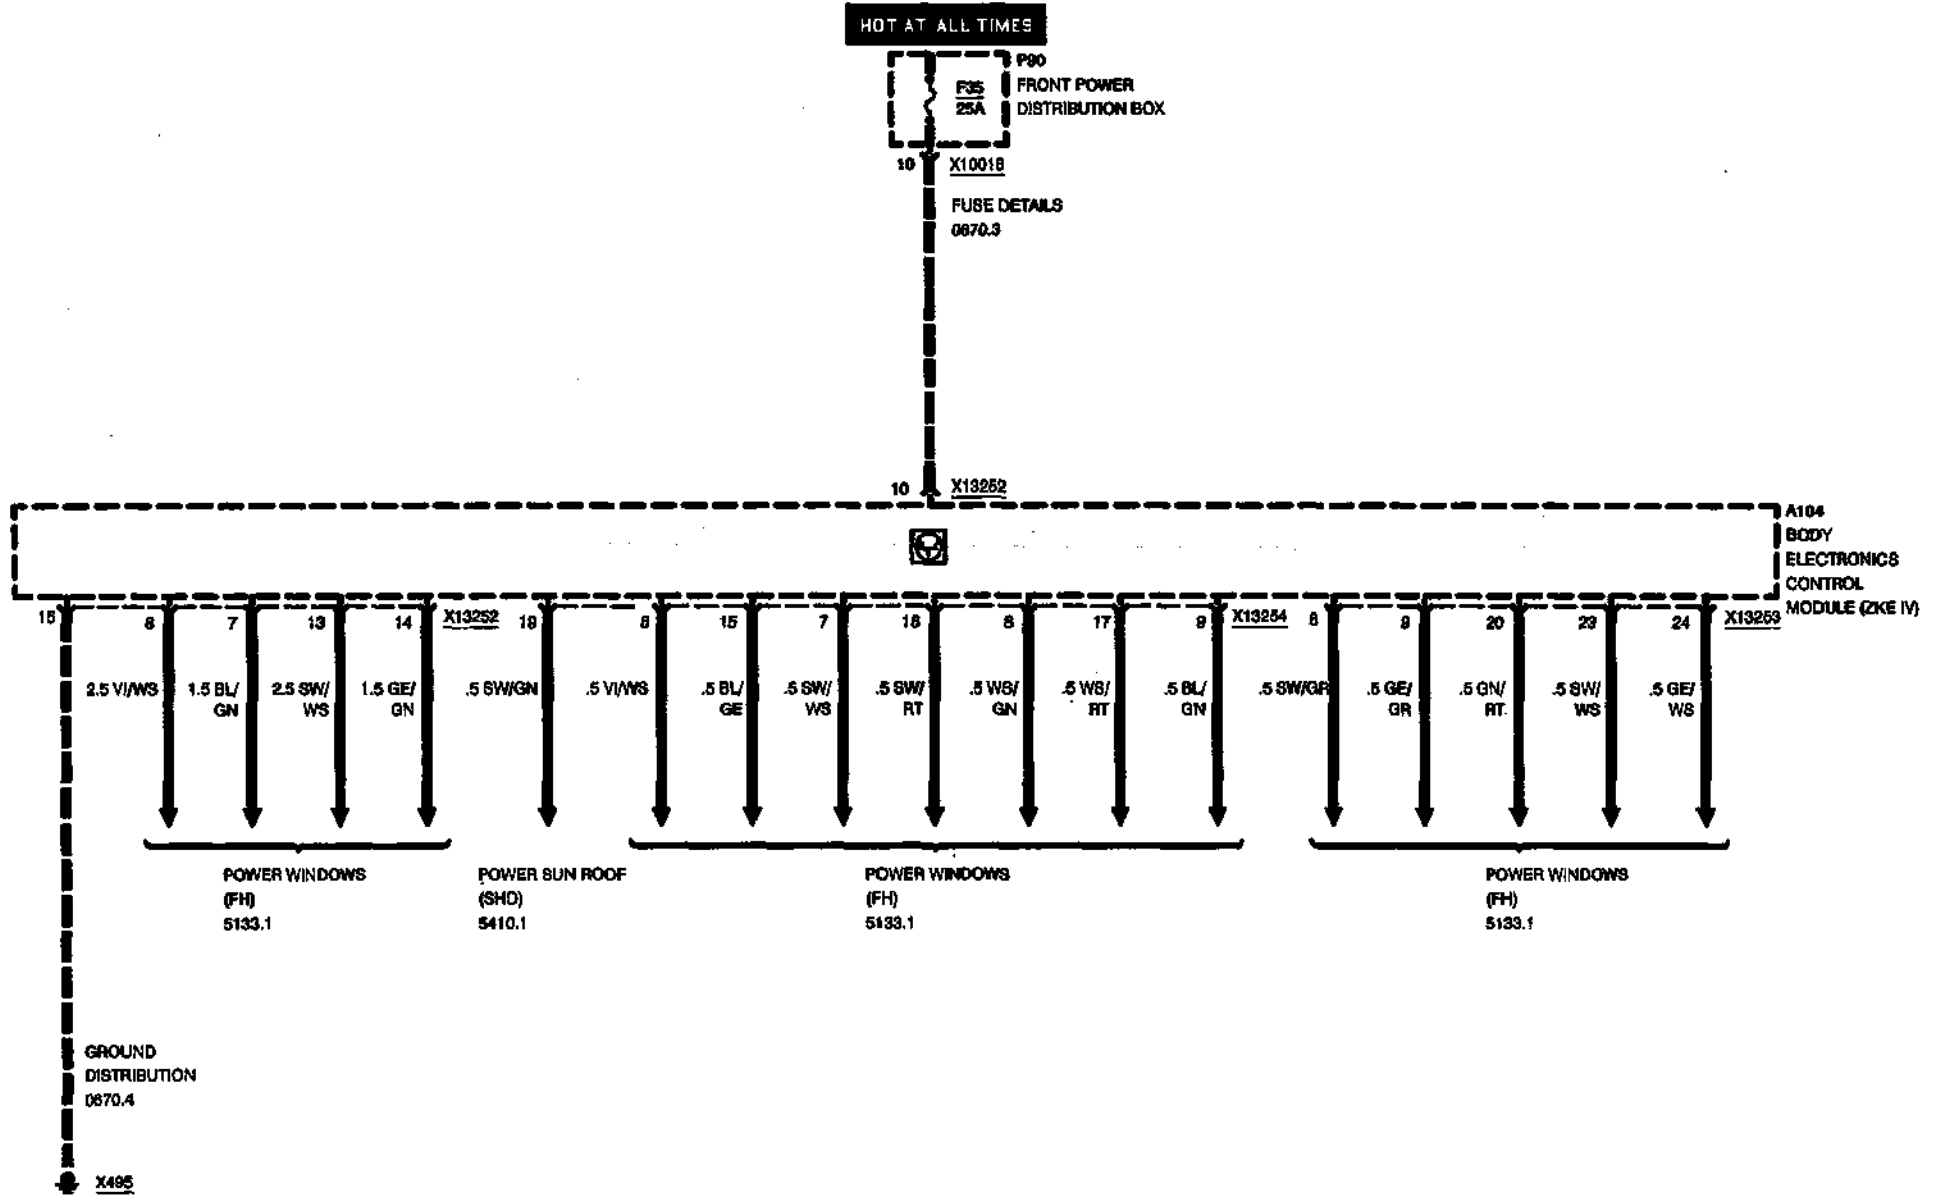 HOT AT ALL TIMES
P90
FRONT POWER
DISTRIBUTION BOX
F35
25A
10
X10018
FUSE DETAILS
0670.3
10
X13252
A104
BODY
ELECTRONICS
CONTROL
MODULE (ZKE IV)
7
13
14
X13252
19
15
7
17
9
X13254
9
20
23
24
X13253
2.5 VI/WS
1.5 BL/
GN
2.5 SW/
WS
1.5 GE/
GN
.5 SW/GN
.5 VI/WS
.5 BL/
GE
.5 SW/
WS
.5 SW/
RT
.5 WS/
GN
.5 WS/
RT
.5 BL/
GN
.5 SW/GR
.5 GE/
GR
.5 GN/
RT
.5 SW/
WS
.5 GE/
WS
POWER WINDOWS
(FH)
5133.1
POWER SUN ROOF
(SHD)
5410.1
POWER WINDOWS
(FH)
5133.1
POWER WINDOWS
(FH)
5133.1
GROUND
DISTRIBUTION
0670.4
X495